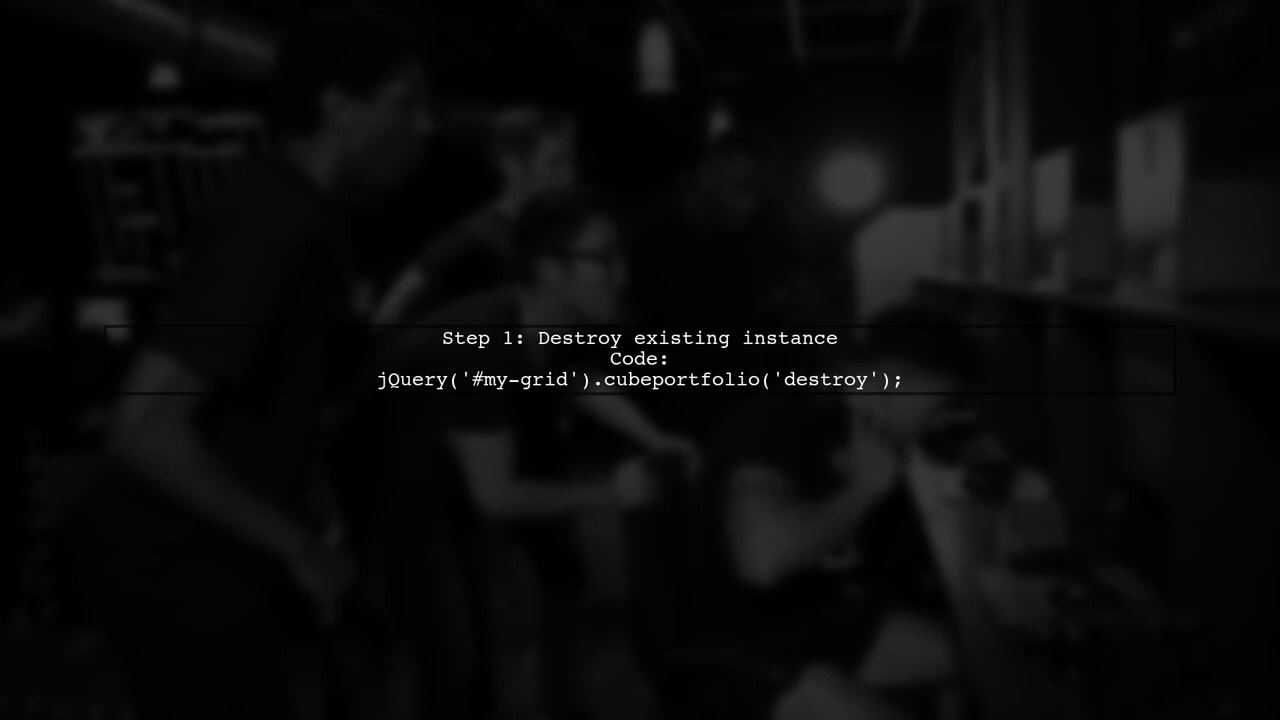 Step 1: Destroy existing instance
Code:
jQuery('#my-grid').cubeportfolio('destroy');